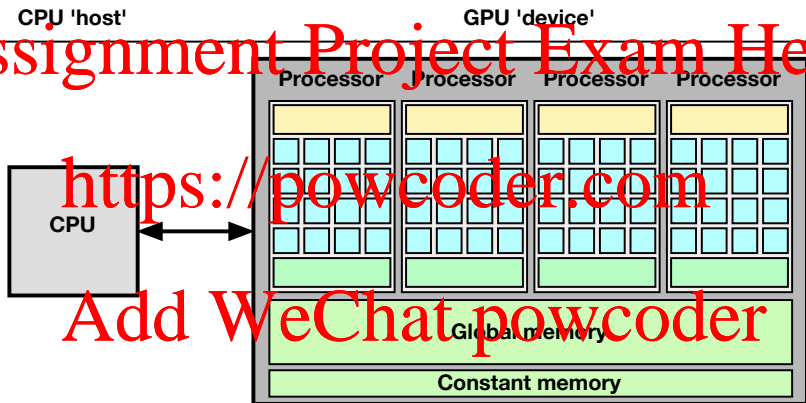 CPU 'host' GPU 'device'
ssignment Project Exam He
Processor Processor Processor Processor
https://powcoder.com
CPU
Add WeChat powcoder
Global memory
Constant memory